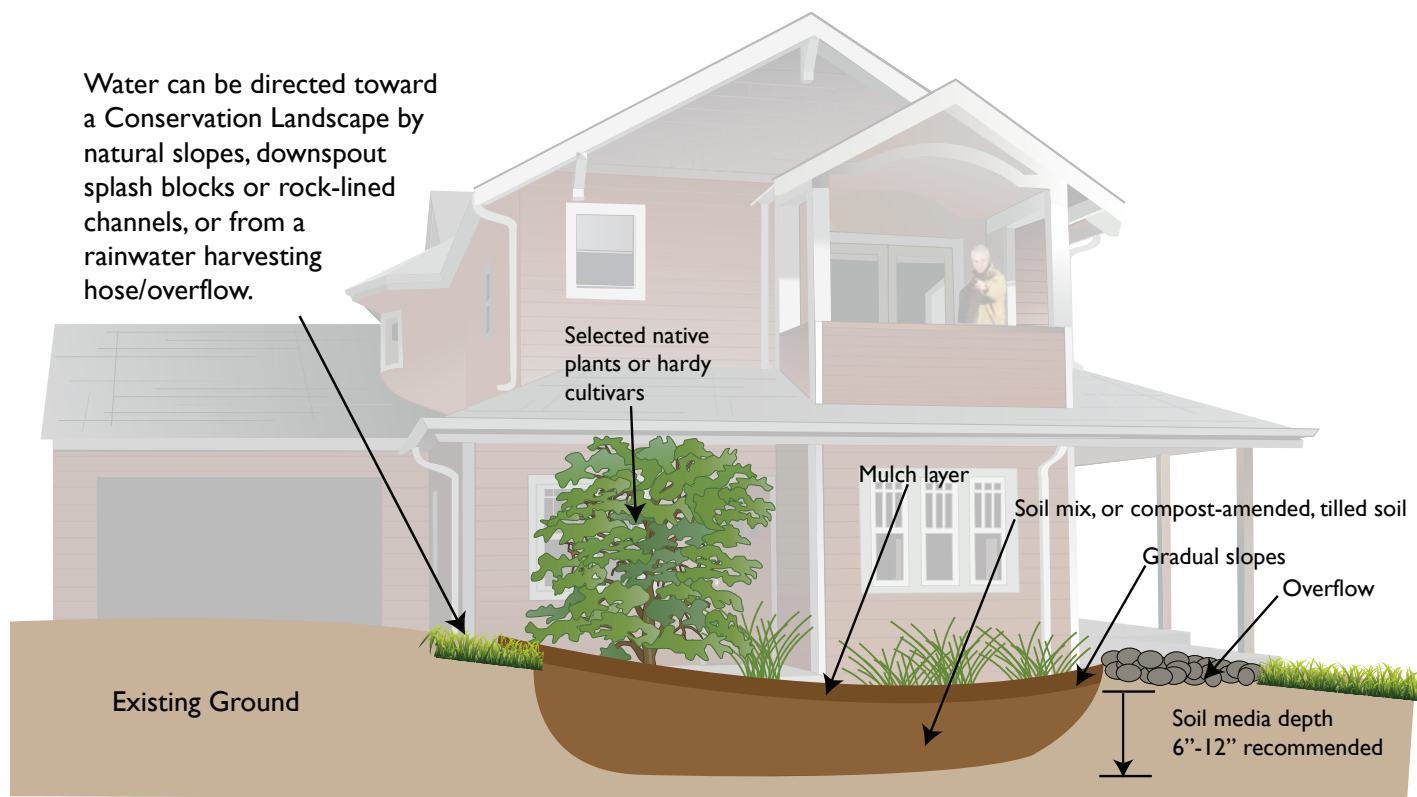 Water can be directed toward
a Conservation Landscape by
natural slopes, downspout
splash blocks or rock-lined
channels, or from a
rainwater harvesting
hose/overflow.
Selected native
plants or hardy
cultivars
Mulch layer
Soil mix, or compost-amended, tilled soil
Gradual slopes
Overflow
Existing Ground
Soil media depth
6”-12” recommended